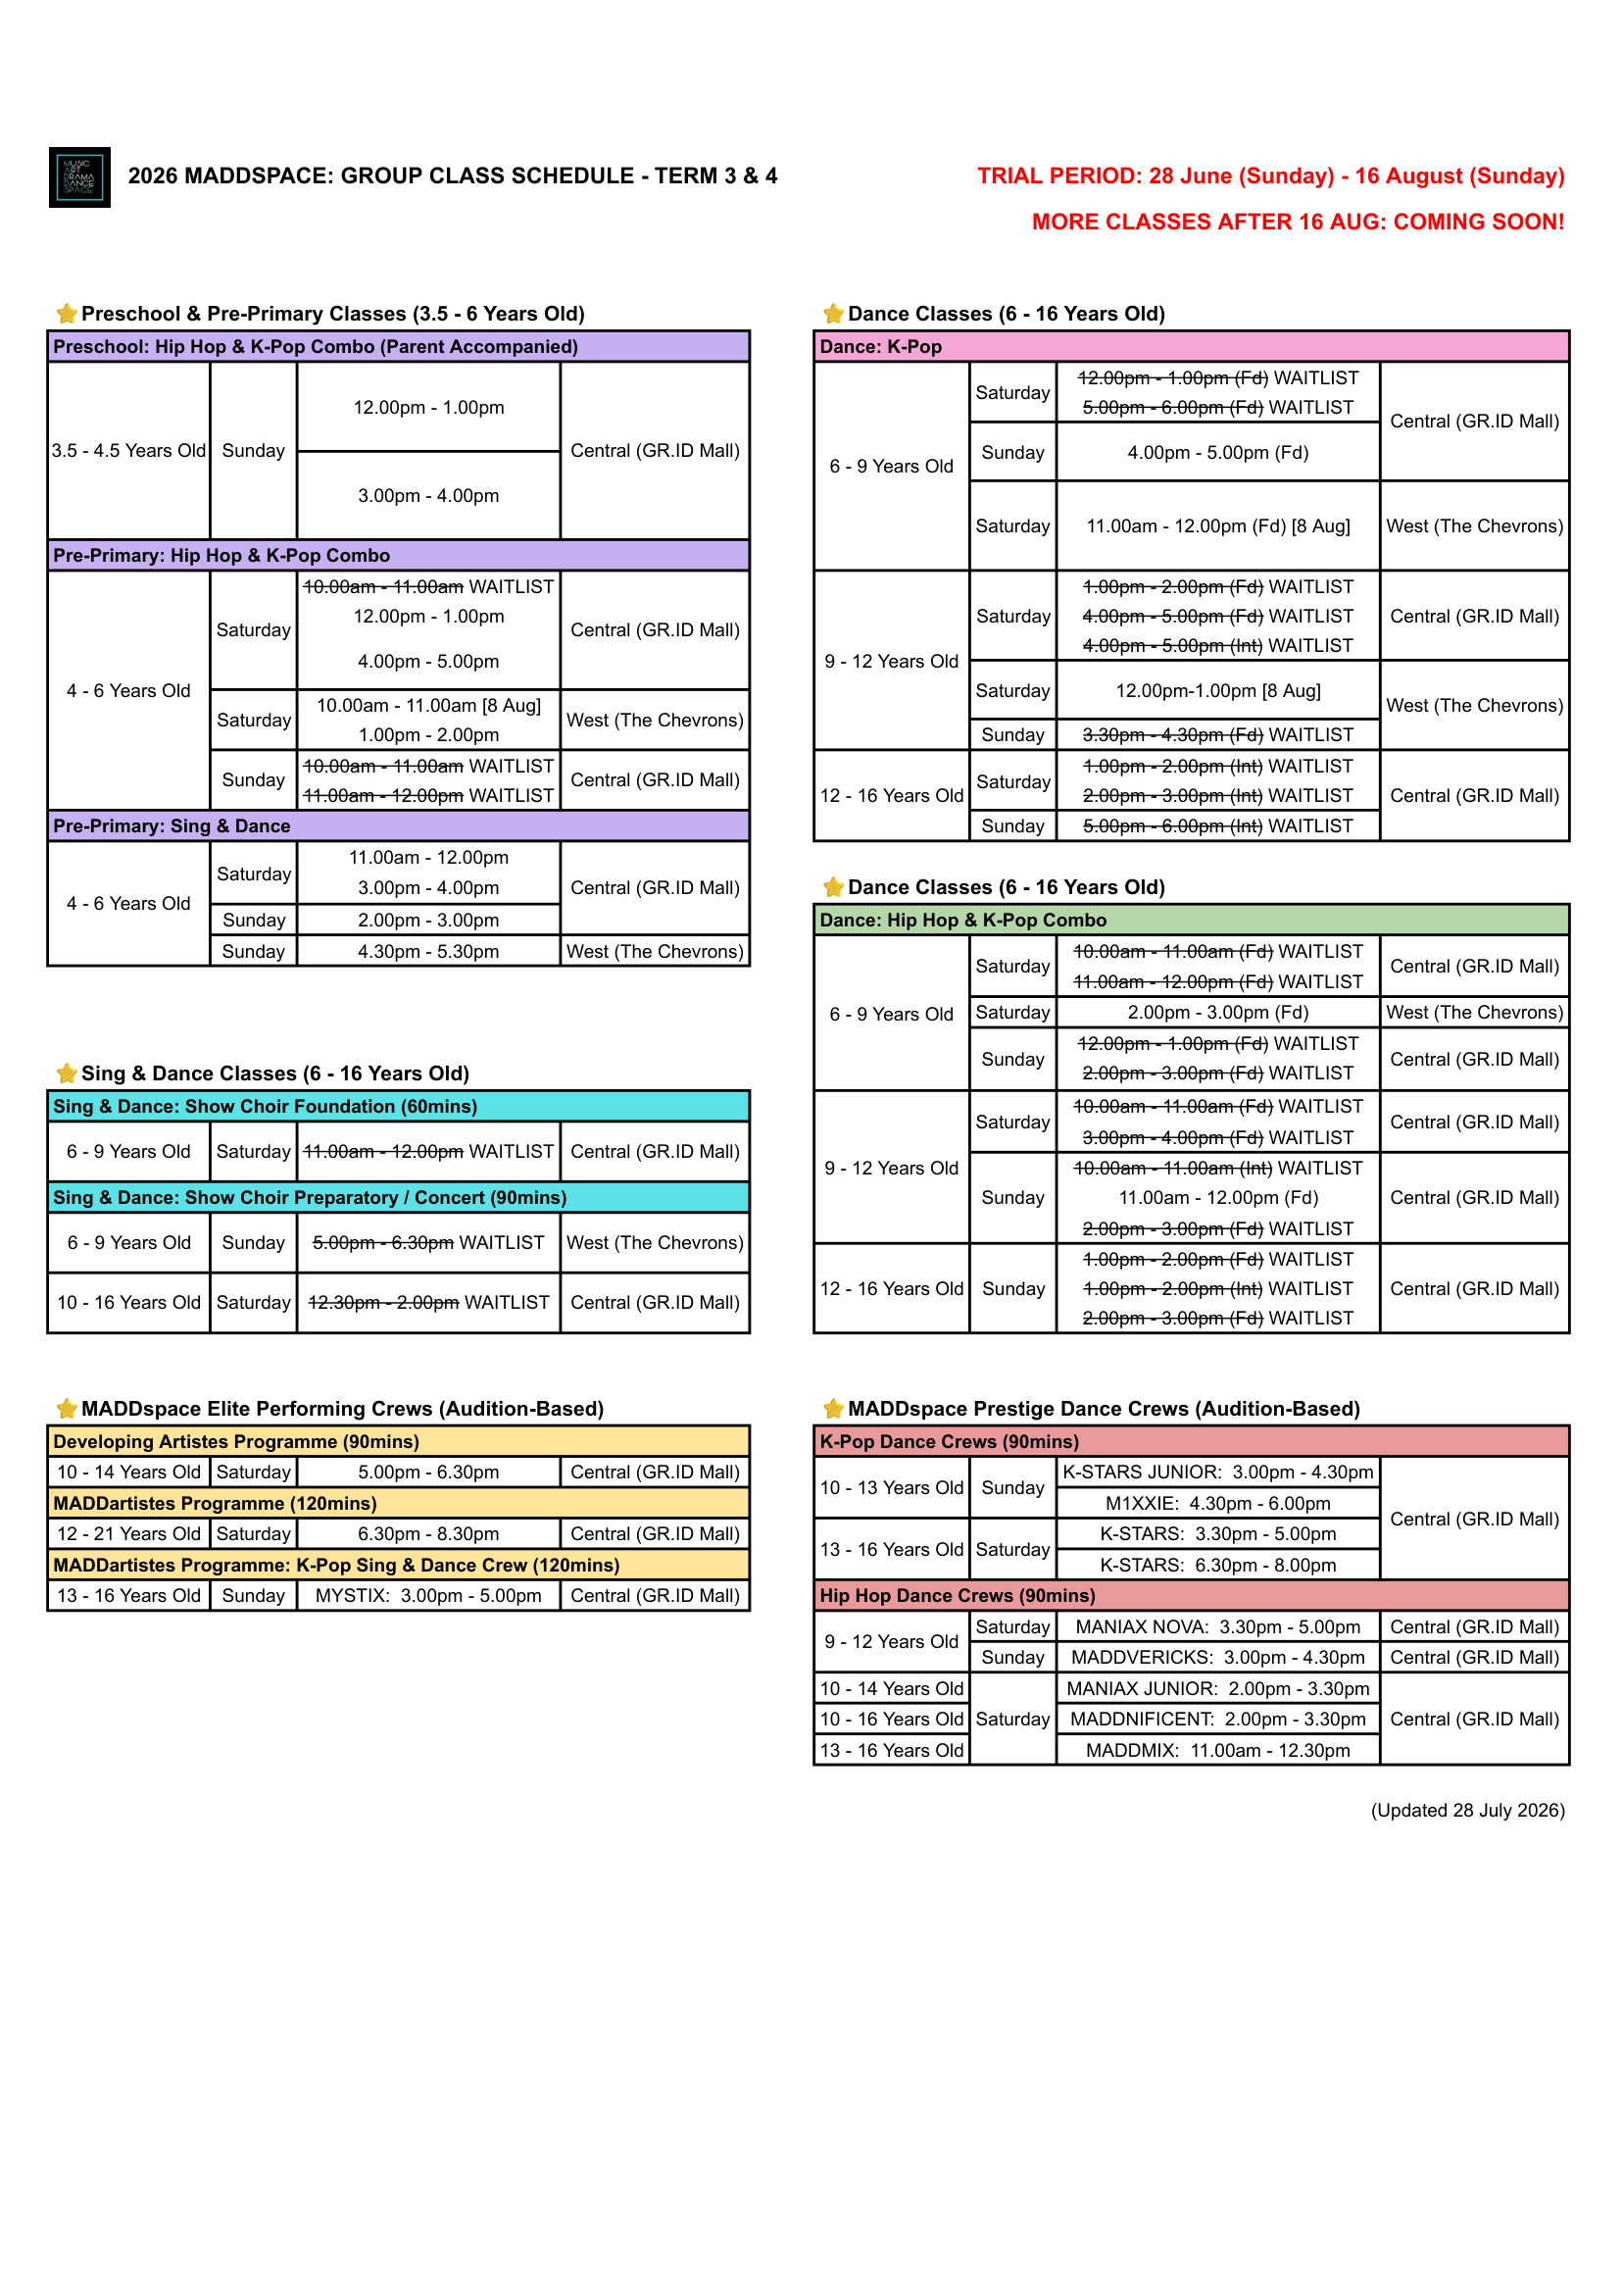 MUSIC
ART
DRAMA
DANCE
SPACE
2026 MADDSPACE: GROUP CLASS SCHEDULE - TERM 3 & 4
TRIAL PERIOD: 28 June (Sunday) - 16 August (Sunday)
MORE CLASSES AFTER 16 AUG: COMING SOON!
Preschool & Pre-Primary Classes (3.5 - 6 Years Old)
Preschool: Hip Hop & K-Pop Combo (Parent Accompanied)
3.5 - 4.5 Years Old Sunday 12.00pm - 1.00pm Central (GR.ID Mall)
3.00pm - 4.00pm
Pre-Primary: Hip Hop & K-Pop Combo
4 - 6 Years Old Saturday 10.00am - 11.00am WAITLIST Central (GR.ID Mall)
12.00pm - 1.00pm
4.00pm - 5.00pm
Saturday 10.00am - 11.00am [8 Aug] West (The Chevrons)
1.00pm - 2.00pm
Sunday 10.00am - 11.00am WAITLIST Central (GR.ID Mall)
11.00am - 12.00pm WAITLIST
Pre-Primary: Sing & Dance
4 - 6 Years Old Saturday 11.00am - 12.00pm Central (GR.ID Mall)
3.00pm - 4.00pm
Sunday 2.00pm - 3.00pm
Sunday 4.30pm - 5.30pm West (The Chevrons)
Sing & Dance Classes (6 - 16 Years Old)
Sing & Dance: Show Choir Foundation (60mins)
6 - 9 Years Old Saturday 11.00am - 12.00pm WAITLIST Central (GR.ID Mall)
Sing & Dance: Show Choir Preparatory / Concert (90mins)
6 - 9 Years Old Sunday 5.00pm - 6.30pm WAITLIST West (The Chevrons)
10 - 16 Years Old Saturday 12.30pm - 2.00pm WAITLIST Central (GR.ID Mall)
MADDspace Elite Performing Crews (Audition-Based)
Developing Artistes Programme (90mins)
10 - 14 Years Old Saturday 5.00pm - 6.30pm Central (GR.ID Mall)
MADDartistes Programme (120mins)
12 - 21 Years Old Saturday 6.30pm - 8.30pm Central (GR.ID Mall)
MADDartistes Programme: K-Pop Sing & Dance Crew (120mins)
13 - 16 Years Old Sunday MYSTIX: 3.00pm - 5.00pm Central (GR.ID Mall)
Dance Classes (6 - 16 Years Old)
Dance: K-Pop
6 - 9 Years Old Saturday 12.00pm - 1.00pm (Fd) WAITLIST Central (GR.ID Mall)
5.00pm - 6.00pm (Fd) WAITLIST
Sunday 4.00pm - 5.00pm (Fd)
Saturday 11.00am - 12.00pm (Fd) [8 Aug] West (The Chevrons)
9 - 12 Years Old Saturday 1.00pm - 2.00pm (Fd) WAITLIST Central (GR.ID Mall)
4.00pm - 5.00pm (Fd) WAITLIST
4.00pm - 5.00pm (Int) WAITLIST
Saturday 12.00pm-1.00pm [8 Aug] West (The Chevrons)
Sunday 3.30pm - 4.30pm (Fd) WAITLIST
12 - 16 Years Old Saturday 1.00pm - 2.00pm (Int) WAITLIST Central (GR.ID Mall)
2.00pm - 3.00pm (Int) WAITLIST
Sunday 5.00pm - 6.00pm (Int) WAITLIST
Dance Classes (6 - 16 Years Old)
Dance: Hip Hop & K-Pop Combo
6 - 9 Years Old Saturday 10.00am - 11.00am (Fd) WAITLIST Central (GR.ID Mall)
11.00am - 12.00pm (Fd) WAITLIST
Saturday 2.00pm - 3.00pm (Fd) West (The Chevrons)
Sunday 12.00pm - 1.00pm (Fd) WAITLIST Central (GR.ID Mall)
2.00pm - 3.00pm (Fd) WAITLIST
9 - 12 Years Old Saturday 10.00am - 11.00am (Fd) WAITLIST Central (GR.ID Mall)
3.00pm - 4.00pm (Fd) WAITLIST
Sunday 10.00am - 11.00am (Int) WAITLIST Central (GR.ID Mall)
11.00am - 12.00pm (Fd)
2.00pm - 3.00pm (Fd) WAITLIST
12 - 16 Years Old Sunday 1.00pm - 2.00pm (Fd) WAITLIST Central (GR.ID Mall)
1.00pm - 2.00pm (Int) WAITLIST
2.00pm - 3.00pm (Fd) WAITLIST
MADDspace Prestige Dance Crews (Audition-Based)
K-Pop Dance Crews (90mins)
10 - 13 Years Old Sunday K-STARS JUNIOR: 3.00pm - 4.30pm Central (GR.ID Mall)
M1XXIE: 4.30pm - 6.00pm
13 - 16 Years Old Saturday K-STARS: 3.30pm - 5.00pm
K-STARS: 6.30pm - 8.00pm
Hip Hop Dance Crews (90mins)
9 - 12 Years Old Saturday MANIAX NOVA: 3.30pm - 5.00pm Central (GR.ID Mall)
Sunday MADDVERICKS: 3.00pm - 4.30pm Central (GR.ID Mall)
10 - 14 Years Old Saturday MANIAX JUNIOR: 2.00pm - 3.30pm Central (GR.ID Mall)
10 - 16 Years Old MADDNIFICENT: 2.00pm - 3.30pm
13 - 16 Years Old MADDMIX: 11.00am - 12.30pm
(Updated 28 July 2026)